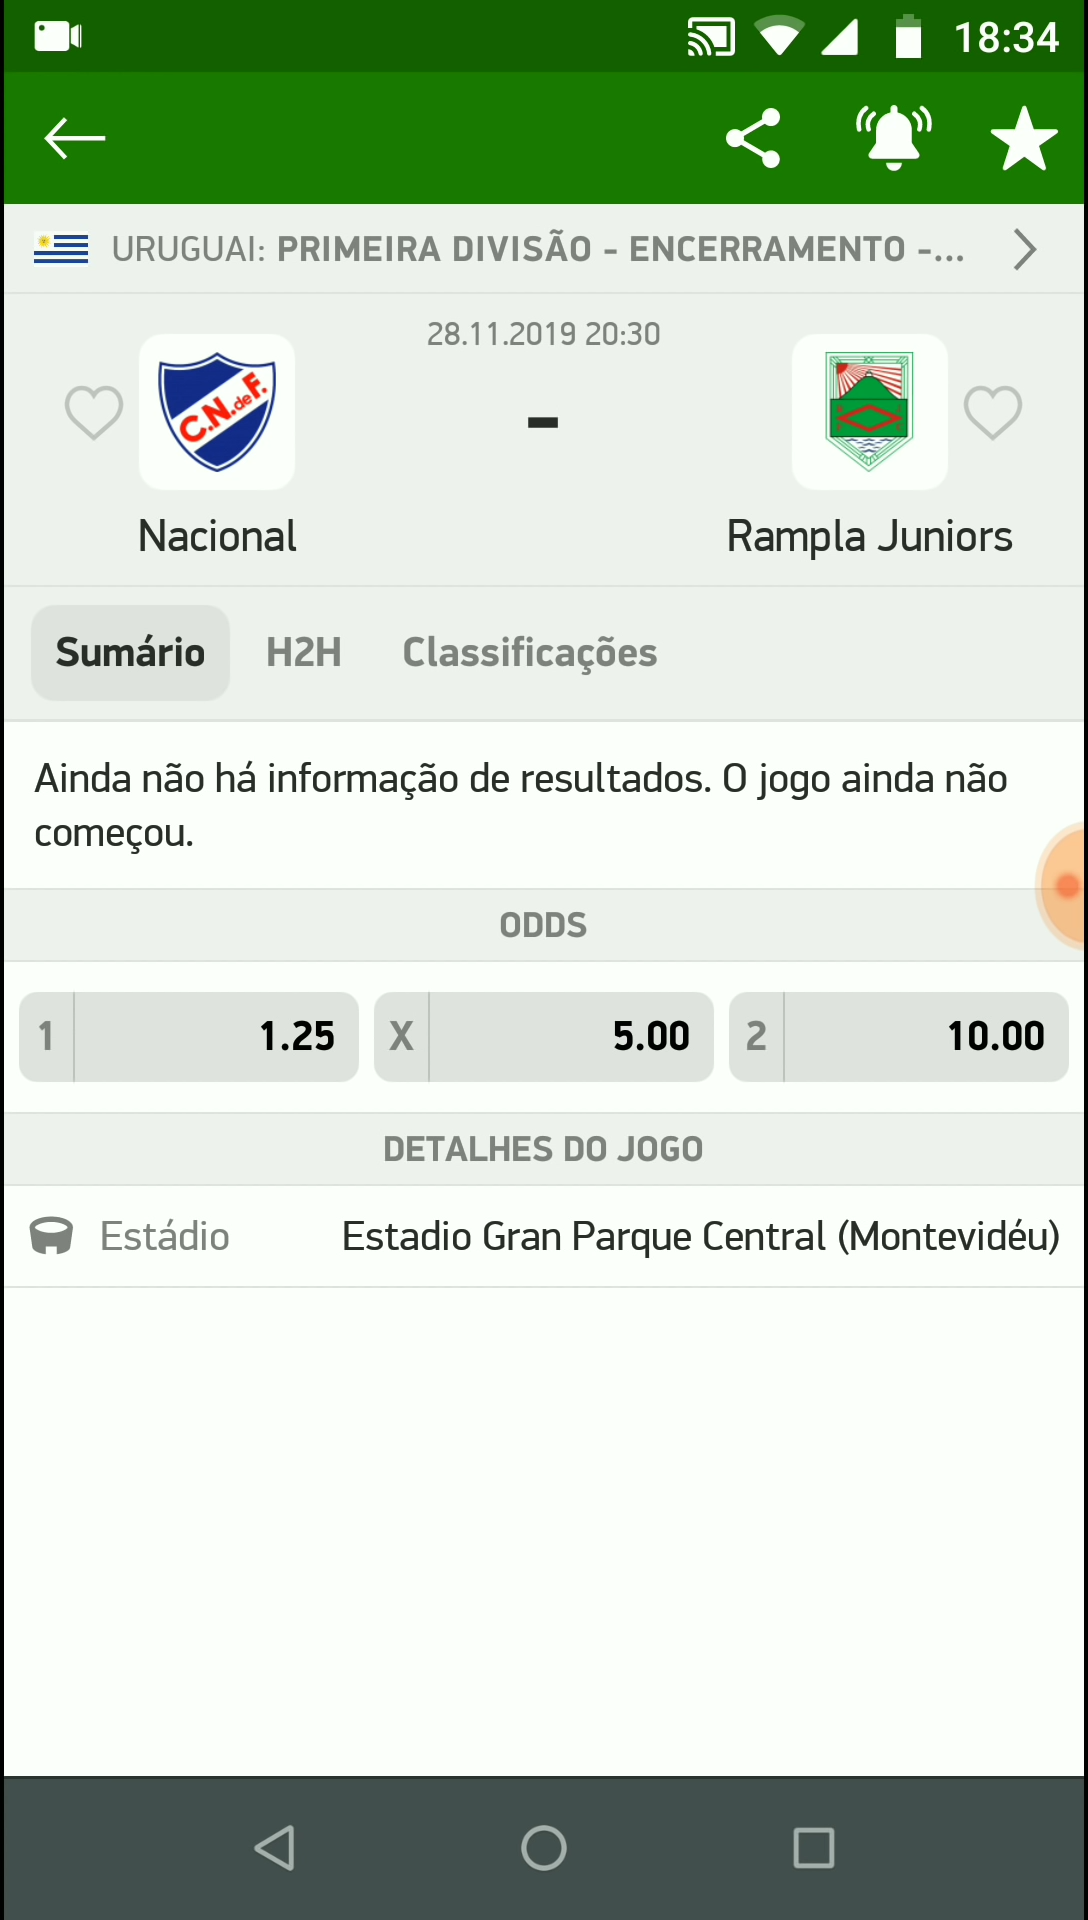 18:34
URUGUAI: PRIMEIRA DIVISÃO - ENCERRAMENTO -...
28.11.2019 20:30
C.N.deF.
-
Nacional
Rampla Juniors
Sumário H2H Classificações
Ainda não há informação de resultados. O jogo ainda não
começou.
ODDS
1 1.25 X 5.00 2 10.00
DETALHES DO JOGO
Estádio Estadio Gran Parque Central (Montevidéu)